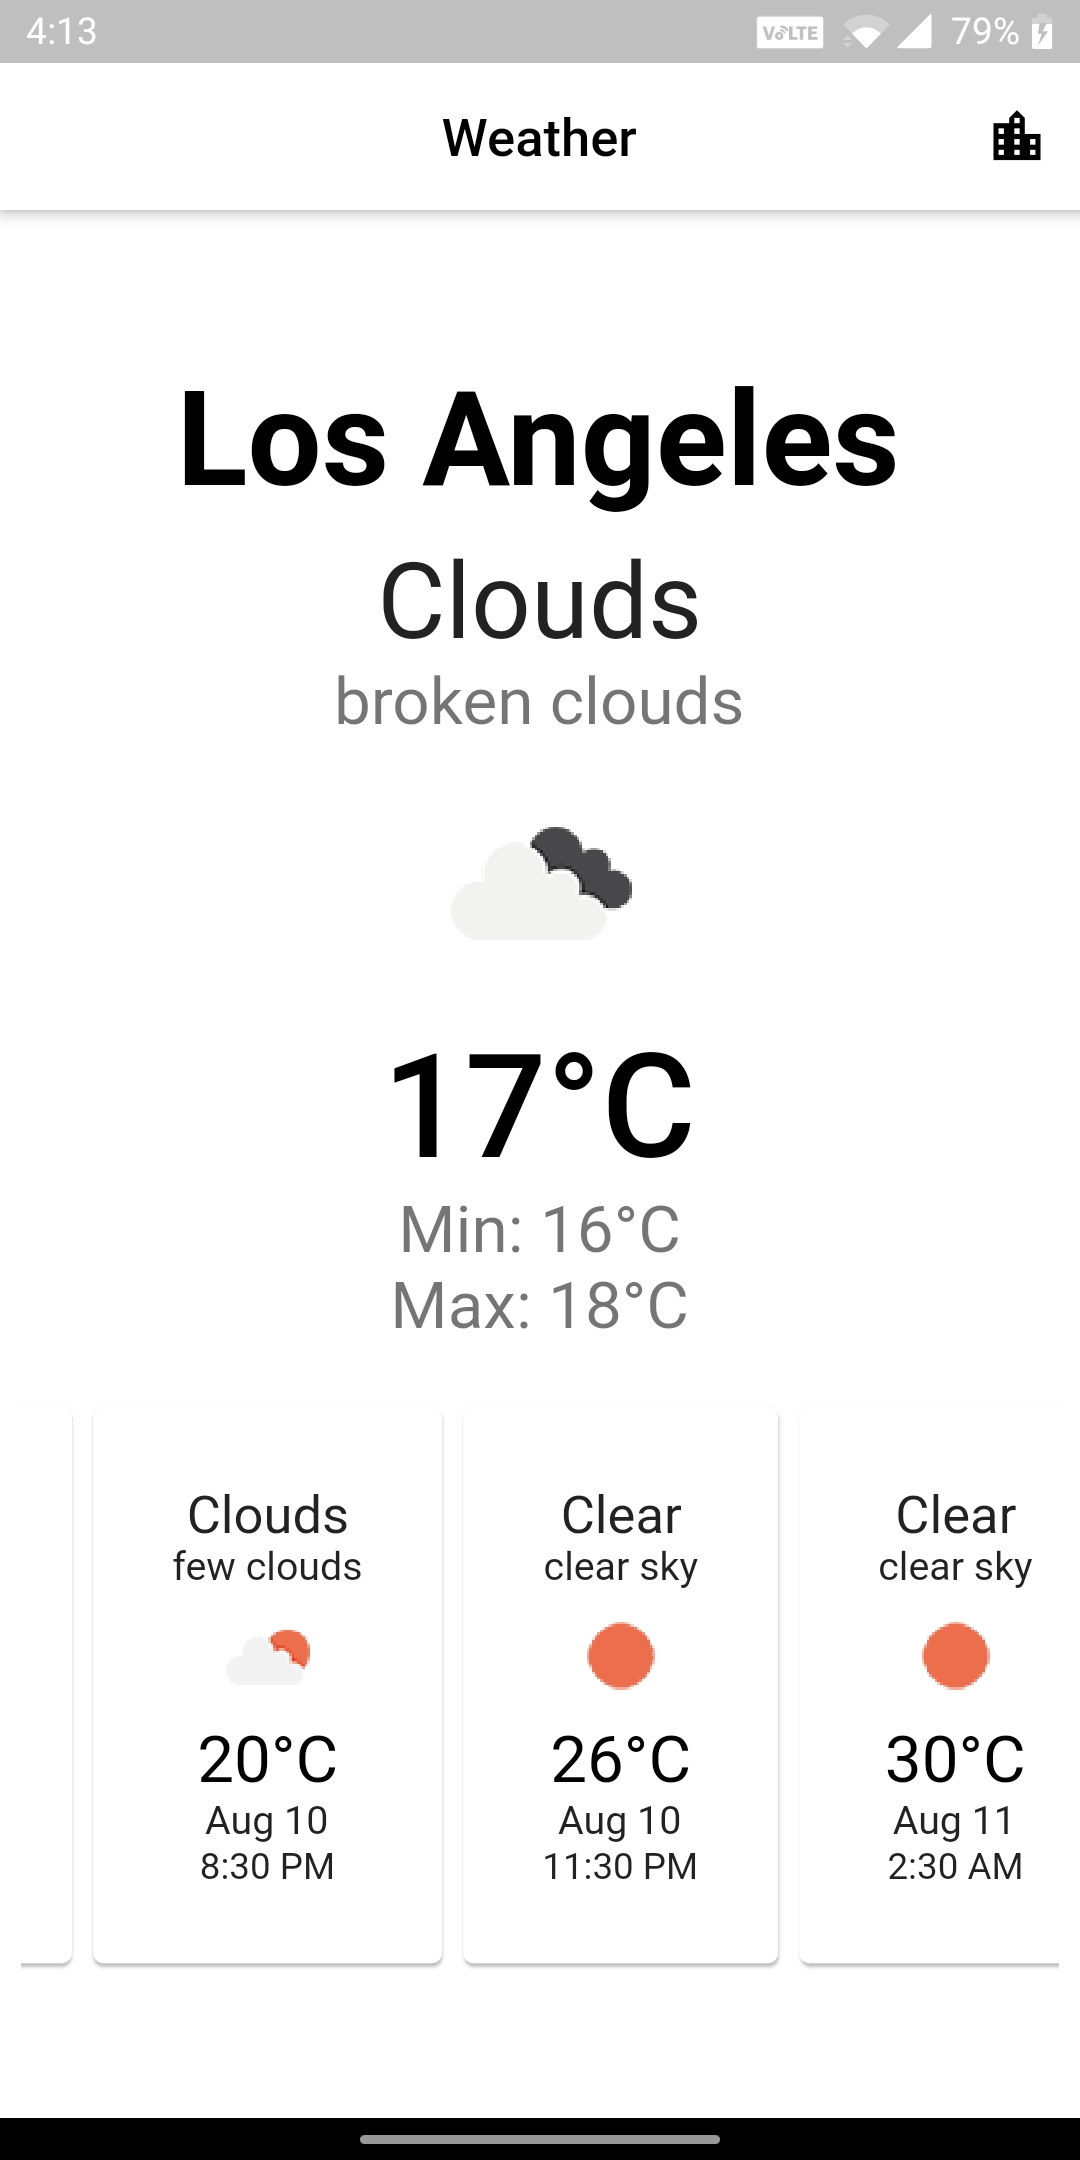 4:13 VoLTE 79%
Weather
Los Angeles
Clouds
broken clouds
17°C
Min: 16°C
Max: 18°C
Clouds
few clouds
20°C
Aug 10
8:30 PM
Clear
clear sky
26°C
Aug 10
11:30 PM
Clear
clear sky
30°C
Aug 11
2:30 AM